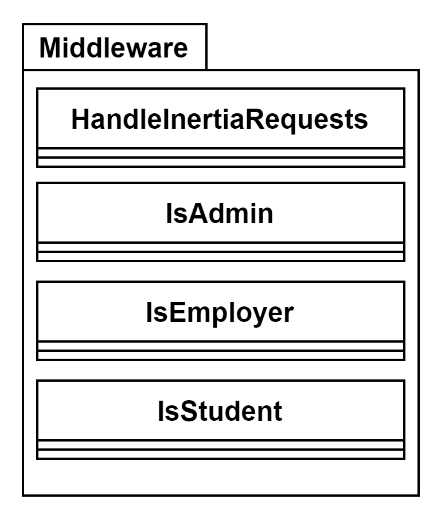 Middleware
HandleInertiaRequests
IsAdmin
IsEmployer
IsStudent